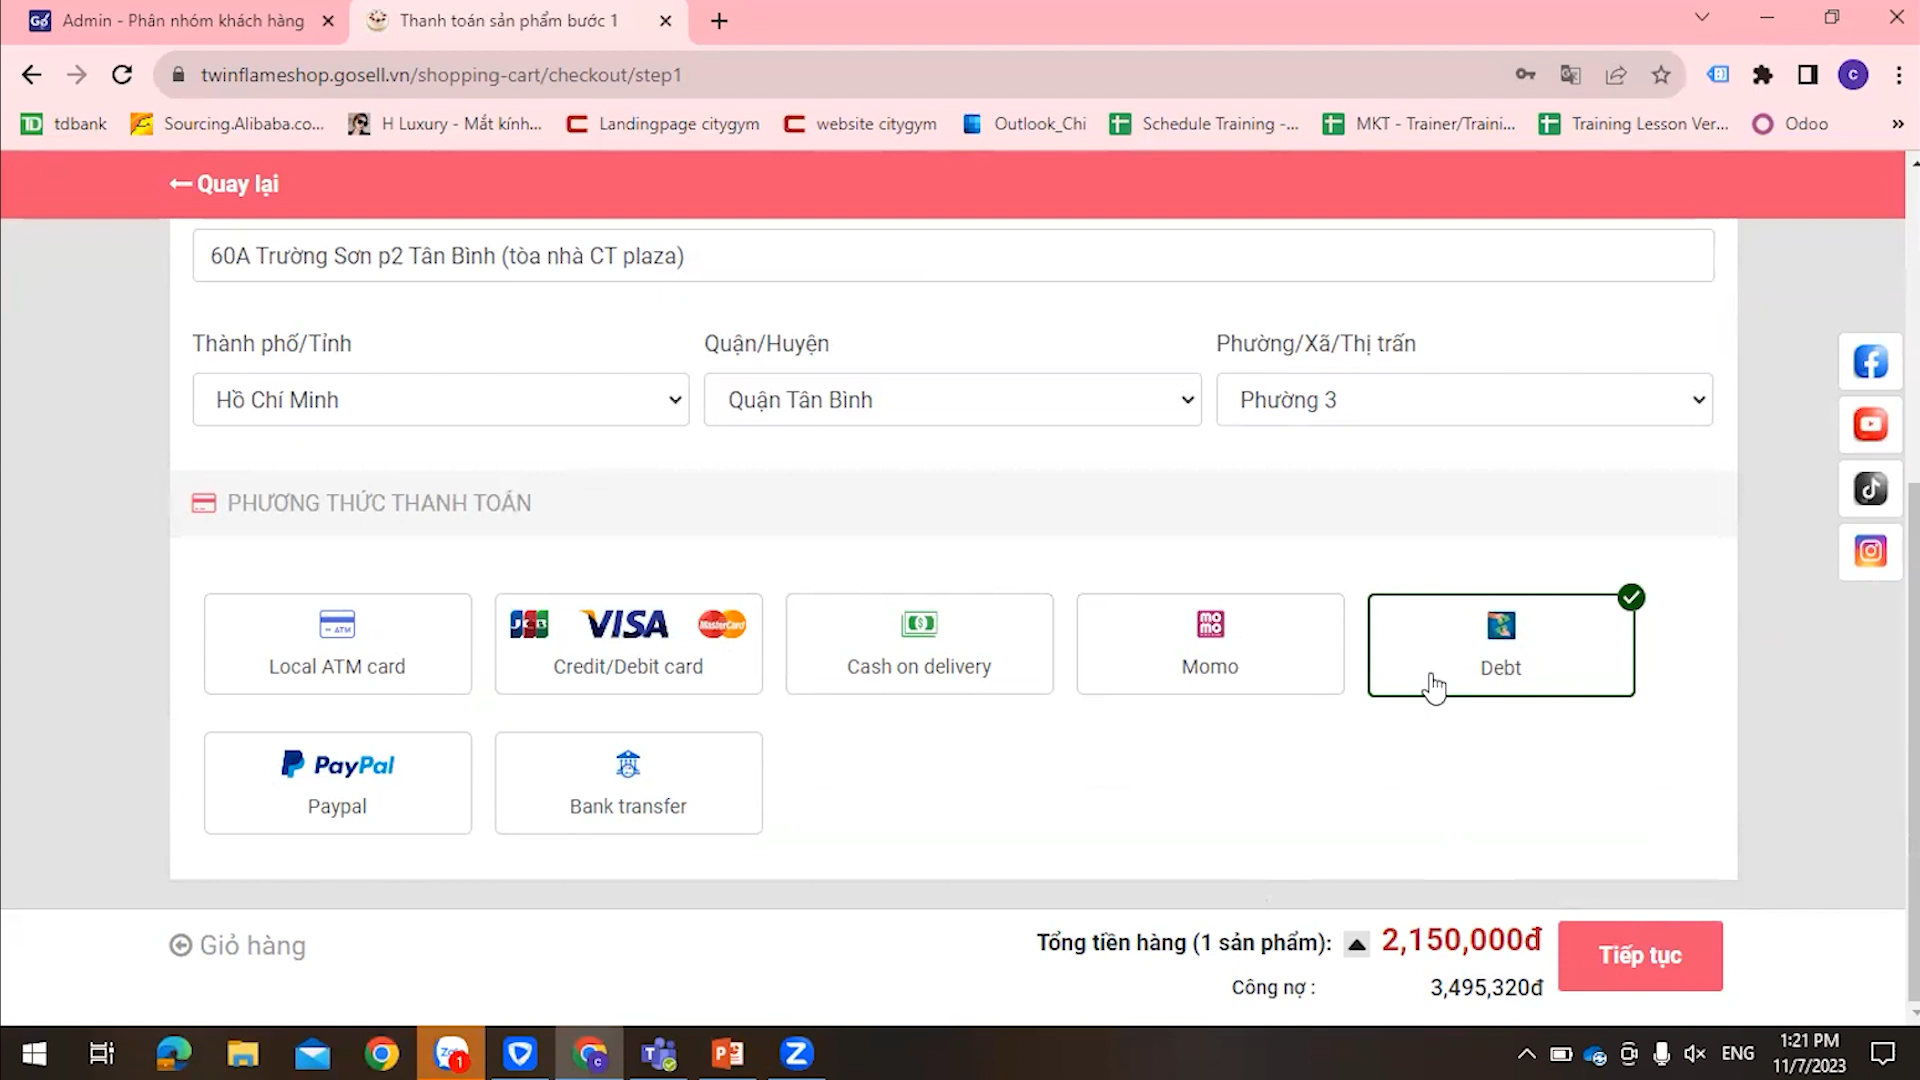 Admin - Phân nhóm khách hàng
Thanh toán sản phẩm bước 1
twinflameshop.gosell.vn/shopping-cart/checkout/step1
C
TD tdbank
Sourcing.Alibaba.co...
H Luxury - Mắt kính...
Landingpage citygym
website citygym
Outlook_Chi
Schedule Training -...
MKT - Trainer/Traini...
Training Lesson Ver...
Odoo
»
Quay lại
60A Trường Sơn p2 Tân Bình (tòa nhà CT plaza)
Thành phố/Tỉnh Quận/Huyện Phường/Xã/Thị trấn
Hồ Chí Minh Quận Tân Bình Phường 3
PHƯƠNG THỨC THANH TOÁN
ATM
Local ATM card
JCB VISA MasterCard
Credit/Debit card
Cash on delivery
MOMO
Momo
Debt
PayPal
Paypal
Bank transfer
Giỏ hàng
Tổng tiền hàng (1 sản phẩm): 2,150,000đ
Công nợ : 3,495,320đ
Tiếp tục
Zalo 1
ENG
1:21 PM
11/7/2023